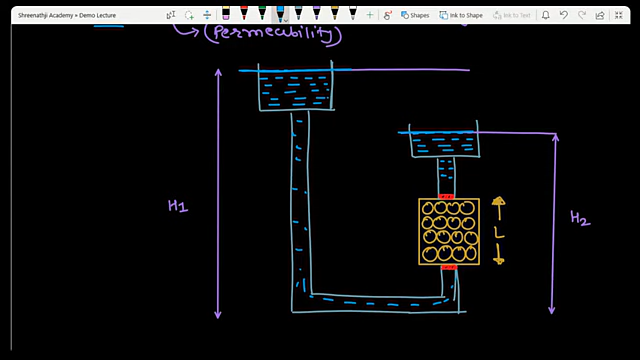 Shreenathji Academy » Demo Lecture
Shapes
Ink to Shape
Ink to Text
(Permeability)
H1
L
H2